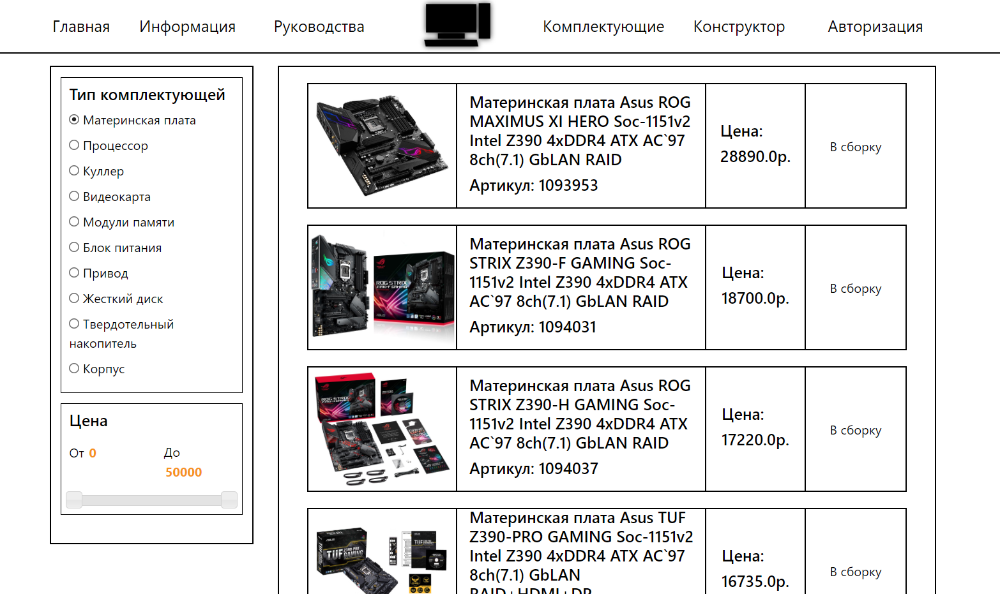 Главная Информация Руководства Комплектующие Конструктор Авторизация
Тип комплектующей
Материнская плата
Процессор
Куллер
Видеокарта
Модули памяти
Блок питания
Привод
Жесткий диск
Твердотельный
накопитель
Корпус
Цена
От 0 До
50000
Материнская плата Asus ROG
MAXIMUS XI HERO Soc-1151v2
Intel Z390 4xDDR4 ATX AC`97
8ch(7.1) GbLAN RAID
Артикул: 1093953
Цена:
28890.0р.
В сборку
ROG STRIX
Z390-F GAMING
Материнская плата Asus ROG
STRIX Z390-F GAMING Soc-
1151v2 Intel Z390 4xDDR4 ATX
AC`97 8ch(7.1) GbLAN RAID
Артикул: 1094031
Цена:
18700.0р.
В сборку
ROG STRIX
Z390-H GAMING
Материнская плата Asus ROG
STRIX Z390-H GAMING Soc-
1151v2 Intel Z390 4xDDR4 ATX
AC`97 8ch(7.1) GbLAN RAID
Артикул: 1094037
Цена:
17220.0р.
В сборку
TUF Z390-PRO
GAMING
TUF
Материнская плата Asus TUF
Z390-PRO GAMING Soc-1151v2
Intel Z390 4xDDR4 ATX AC`97
8ch(7.1) GbLAN
RAID+HDMI+DP
Цена:
16735.0р.
В сборку